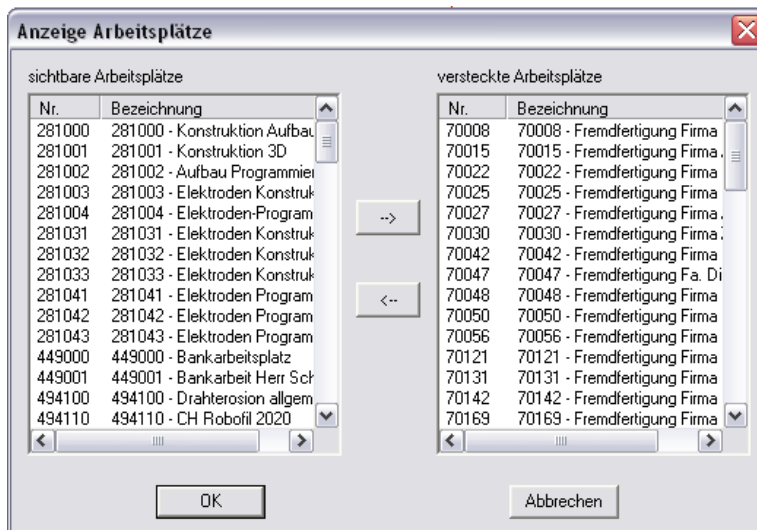 Anzeige Arbeitsplätze
sichtbare Arbeitsplätze
Nr. Bezeichnung
281000 281000 - Konstruktion Aufbau
281001 281001 - Konstruktion 3D
281002 281002 - Aufbau Programmier
281003 281003 - Elektroden Konstruk
281004 281004 - Elektroden-Program
281031 281031 - Elektroden Konstruk
281032 281032 - Elektroden Konstruk
281033 281033 - Elektroden Konstruk
281041 281041 - Elektroden Program
281042 281042 - Elektroden Program
281043 281043 - Elektroden Program
449000 449000 - Bankarbeitsplatz
449001 449001 - Bankarbeit Herr Sch
494100 494100 - Drahterosion allgem
494110 494110 - CH Robofil 2020
-->
<--
versteckte Arbeitsplätze
Nr. Bezeichnung
70008 70008 - Fremdfertigung Firma
70015 70015 - Fremdfertigung Firma
70022 70022 - Fremdfertigung Firma
70025 70025 - Fremdfertigung Firma
70027 70027 - Fremdfertigung Firma
70030 70030 - Fremdfertigung Firma
70042 70042 - Fremdfertigung Firma
70047 70047 - Fremdfertigung Fa. Di
70048 70048 - Fremdfertigung Firma
70050 70050 - Fremdfertigung Firma
70056 70056 - Fremdfertigung Firma
70121 70121 - Fremdfertigung Firma
70131 70131 - Fremdfertigung Firma
70142 70142 - Fremdfertigung Firma
70169 70169 - Fremdfertigung Firma
OK
Abbrechen